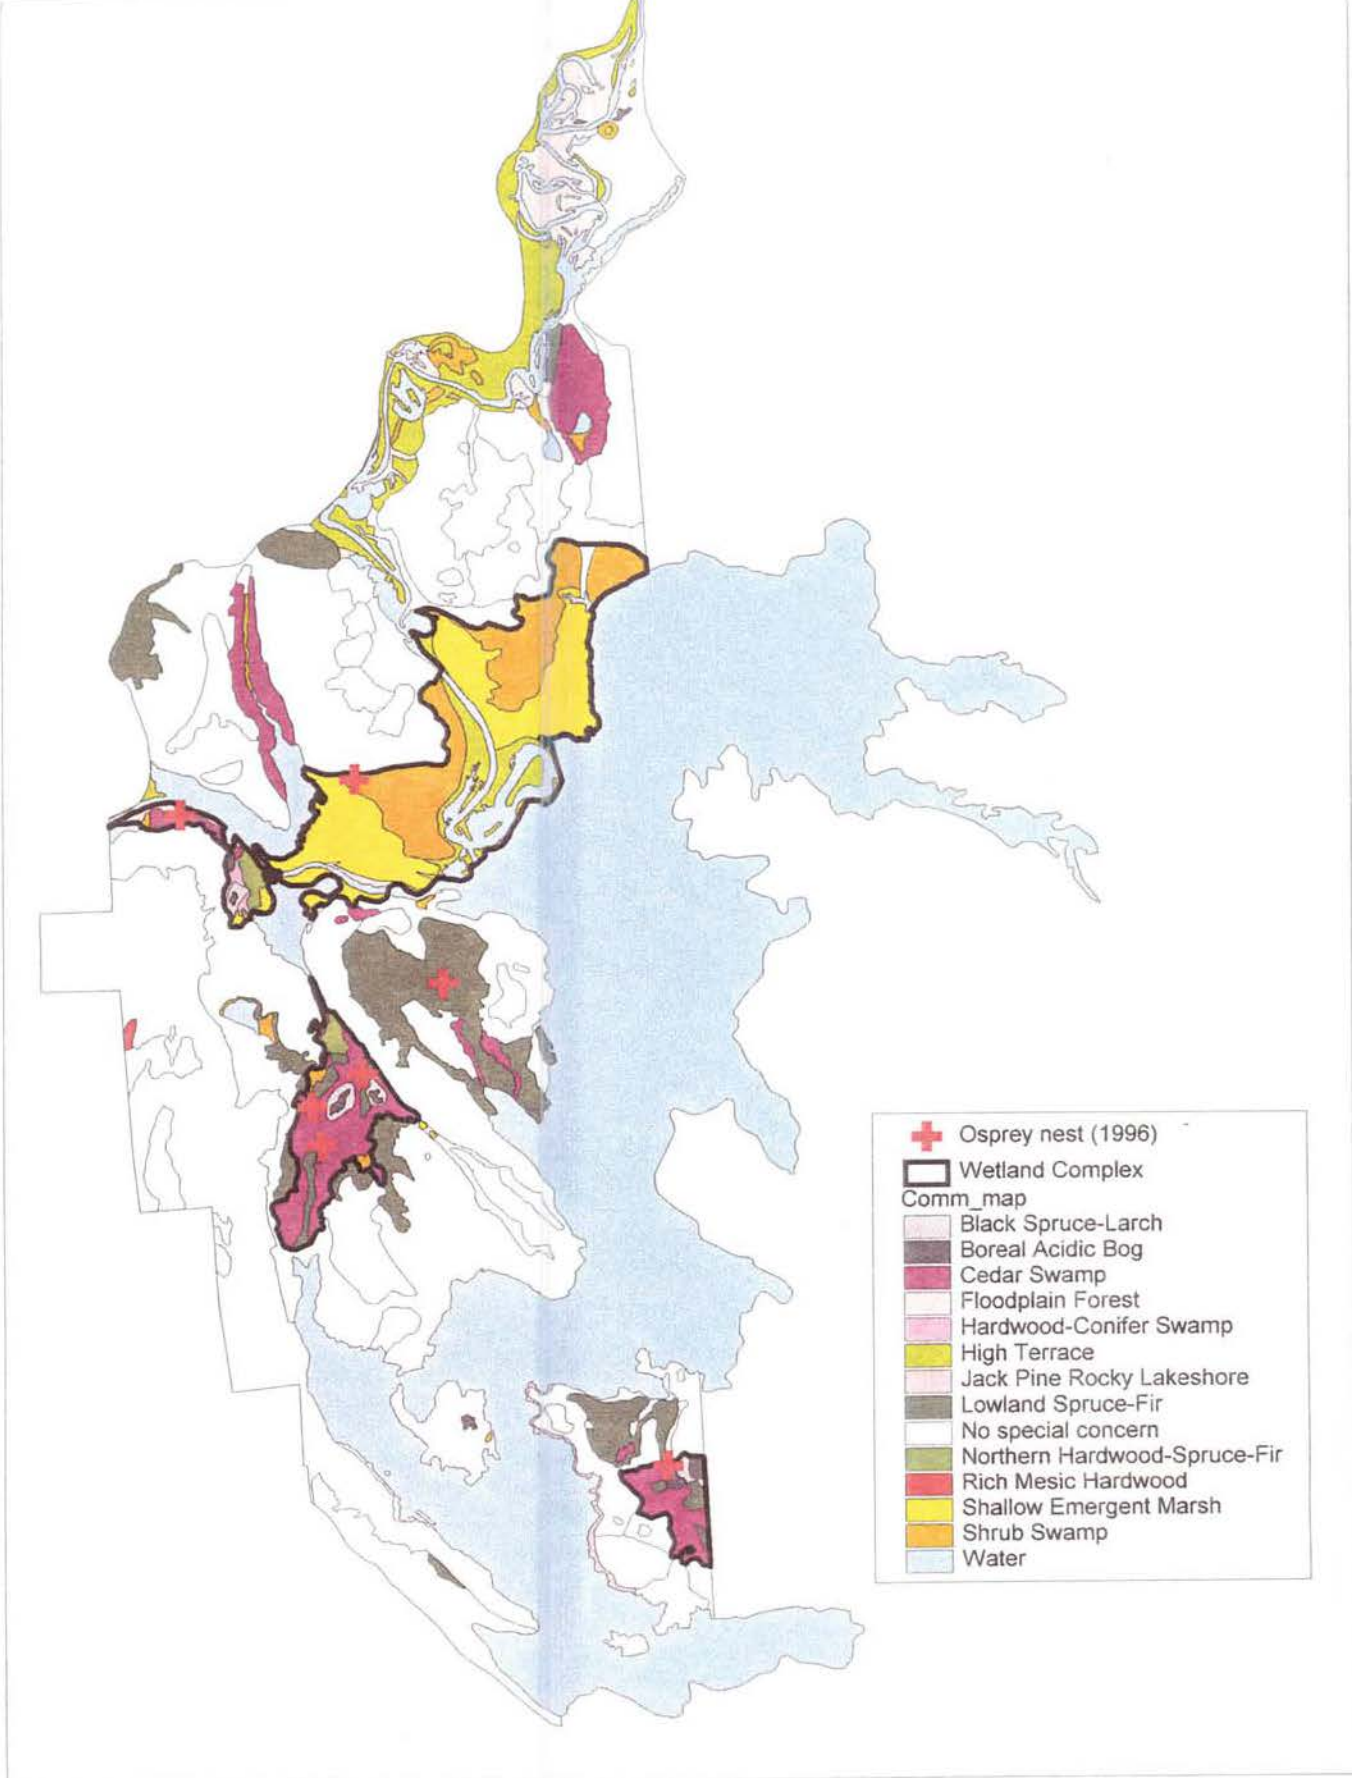 Osprey nest (1996)
Wetland Complex
Comm_map
Black Spruce-Larch
Boreal Acidic Bog
Cedar Swamp
Floodplain Forest
Hardwood-Conifer Swamp
High Terrace
Jack Pine Rocky Lakeshore
Lowland Spruce-Fir
No special concern
Northern Hardwood-Spruce-Fir
Rich Mesic Hardwood
Shallow Emergent Marsh
Shrub Swamp
Water